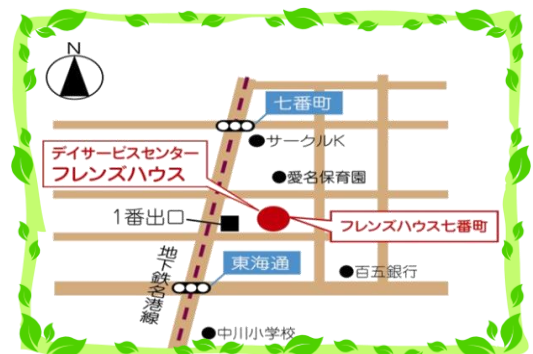 N
七番町
サークルK
デイサービスセンター
フレンズハウス
愛名保育園
1番出口
フレンズハウス七番町
地下鉄名港線
東海通
百五銀行
中川小学校